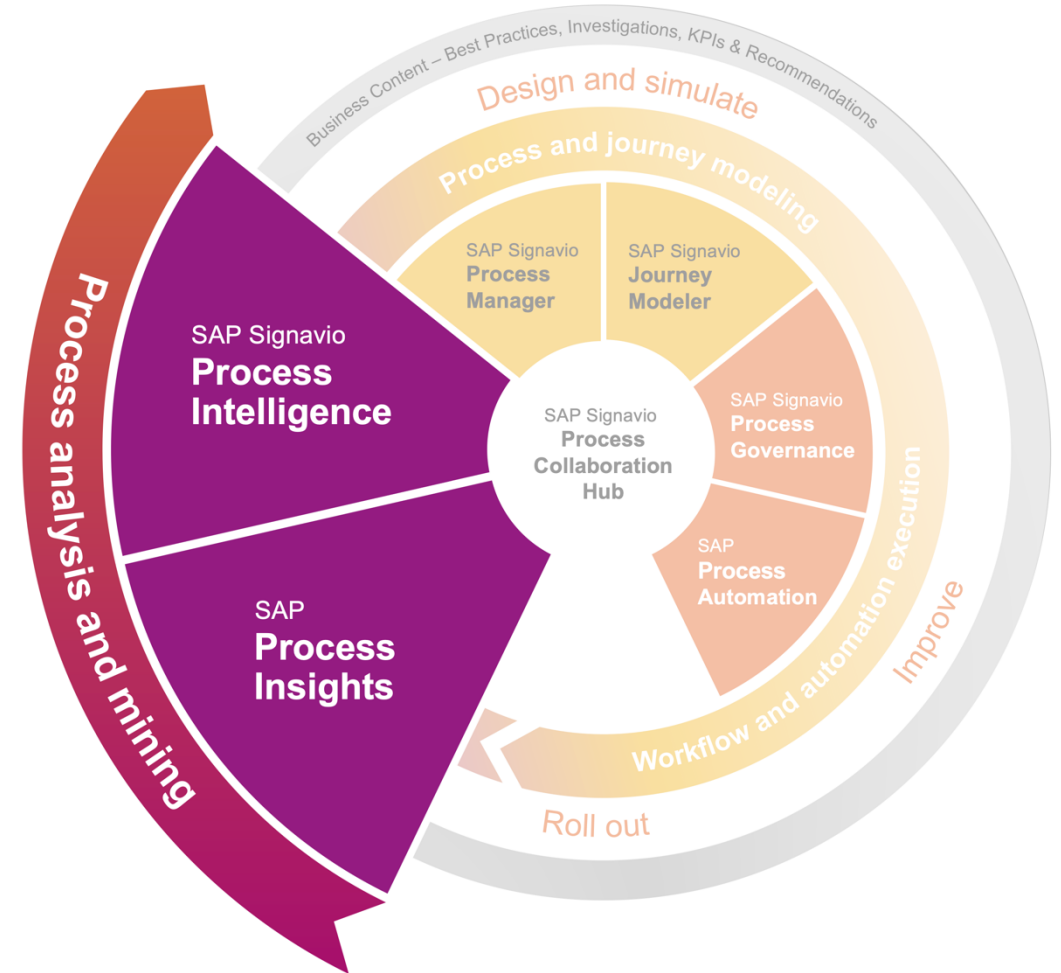 Business Content – Best Practices, Investigations, KPIs & Recommendations
Design and simulate
Process and journey modeling
SAP Signavio
Process
Manager
SAP Signavio
Journey
Modeler
Process analysis and mining
SAP Signavio
Process
Intelligence
SAP Signavio
Process
Collaboration
Hub
SAP Signavio
Process
Governance
SAP
Process
Automation
SAP
Process
Insights
Workflow and automation execution
Improve
Roll out